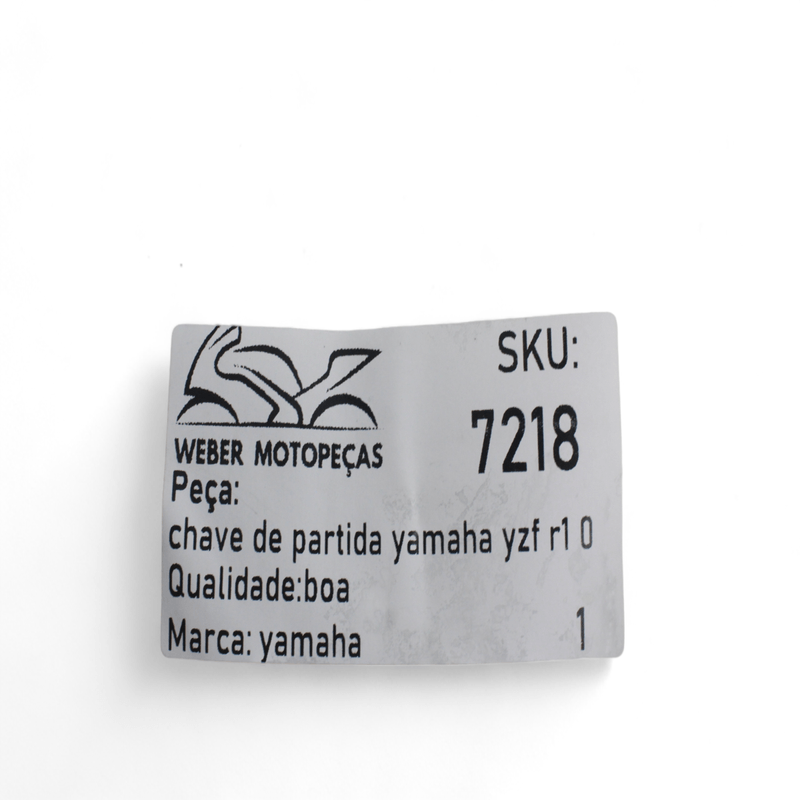 SKU:
7218
WEBER MOTOPEÇAS
Peça:
chave de partida yamaha yzf r1 0
Qualidade:boa
Marca: yamaha
1